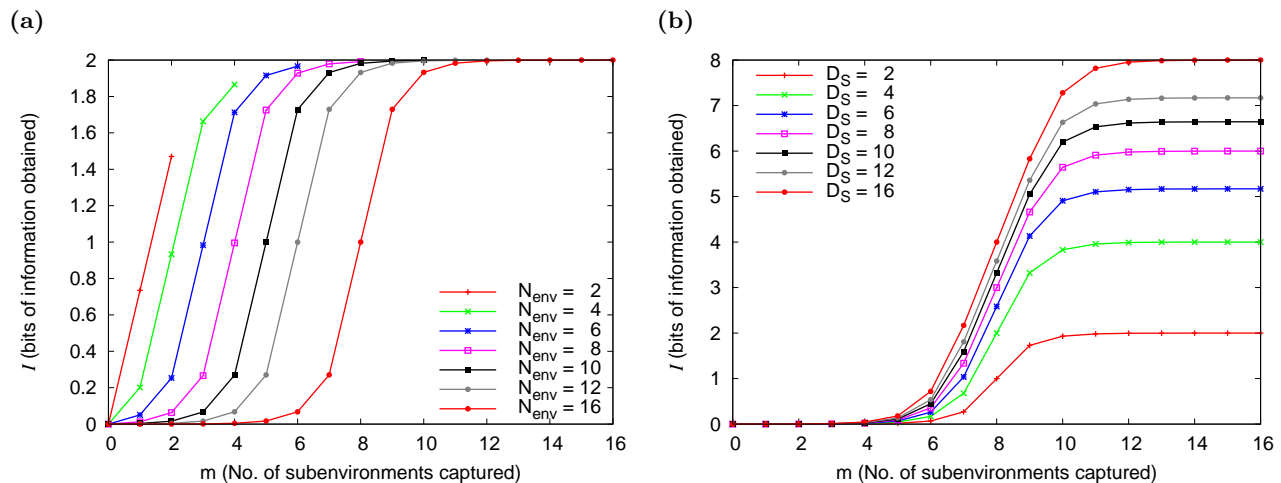 (a)
2
1.8
1.6
1.4
1.2
1
0.8
0.6
0.4
0.2
0
I (bits of information obtained)
N_env = 2
N_env = 4
N_env = 6
N_env = 8
N_env = 10
N_env = 12
N_env = 16
0 2 4 6 8 10 12 14 16
m (No. of subenvironments captured)
(b)
8
7
6
5
4
3
2
1
0
I (bits of information obtained)
D_S = 2
D_S = 4
D_S = 6
D_S = 8
D_S = 10
D_S = 12
D_S = 16
0 2 4 6 8 10 12 14 16
m (No. of subenvironments captured)